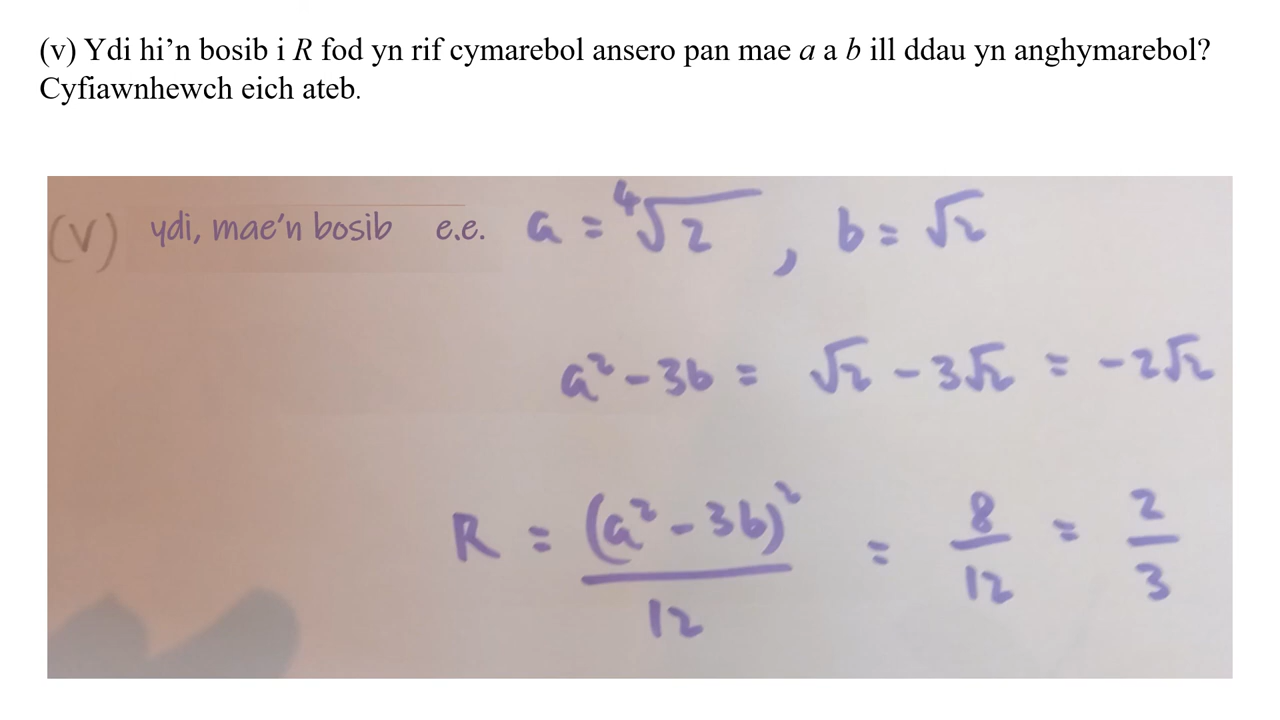 (v) Ydi hi’n bosib i R fod yn rif cymarebol ansero pan mae a a b ill ddau yn anghymarebol?
Cyfiawnhewch eich ateb.
(v) ydi, mae’n bosib e.e. a = ⁴√2 , b = √2
a² - 3b = √2 - 3√2 = -2√2
R = (a² - 3b)² / 12 = 8/12 = 2/3